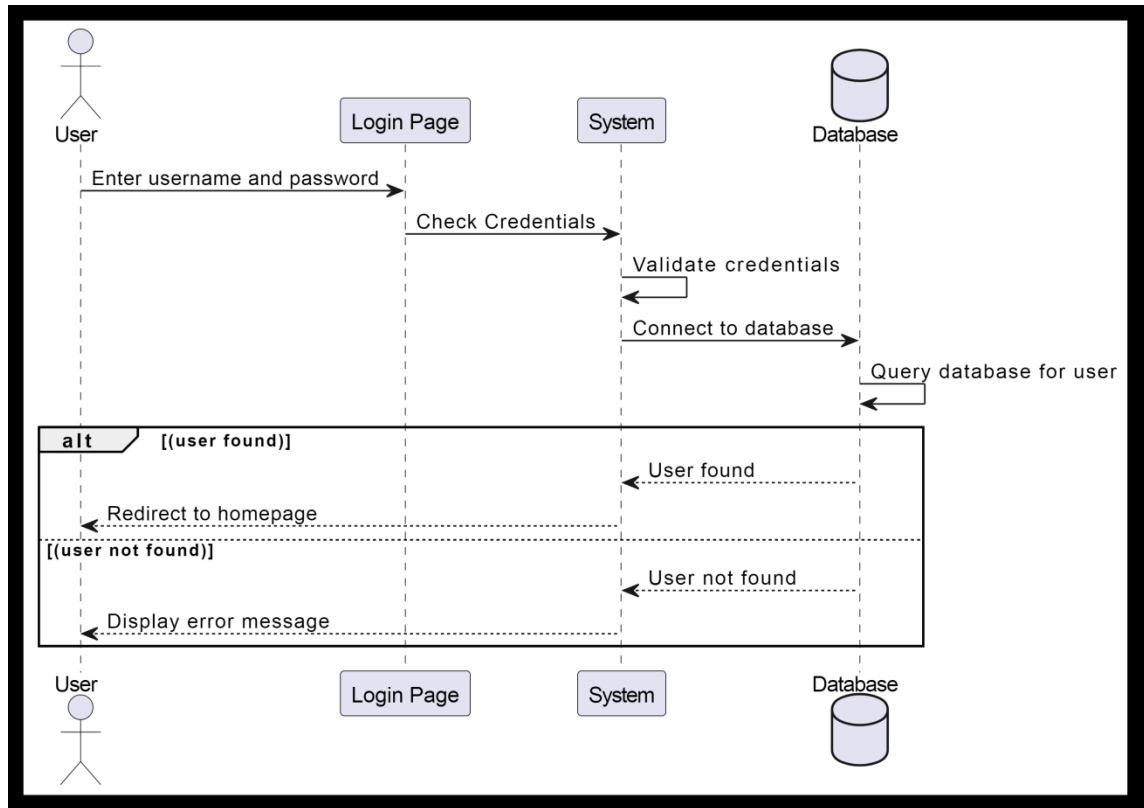 User
Login Page
System
Database
Enter username and password
Check Credentials
Validate credentials
Connect to database
Query database for user
alt
[(user found)]
User found
Redirect to homepage
[(user not found)]
User not found
Display error message
User
Login Page
System
Database